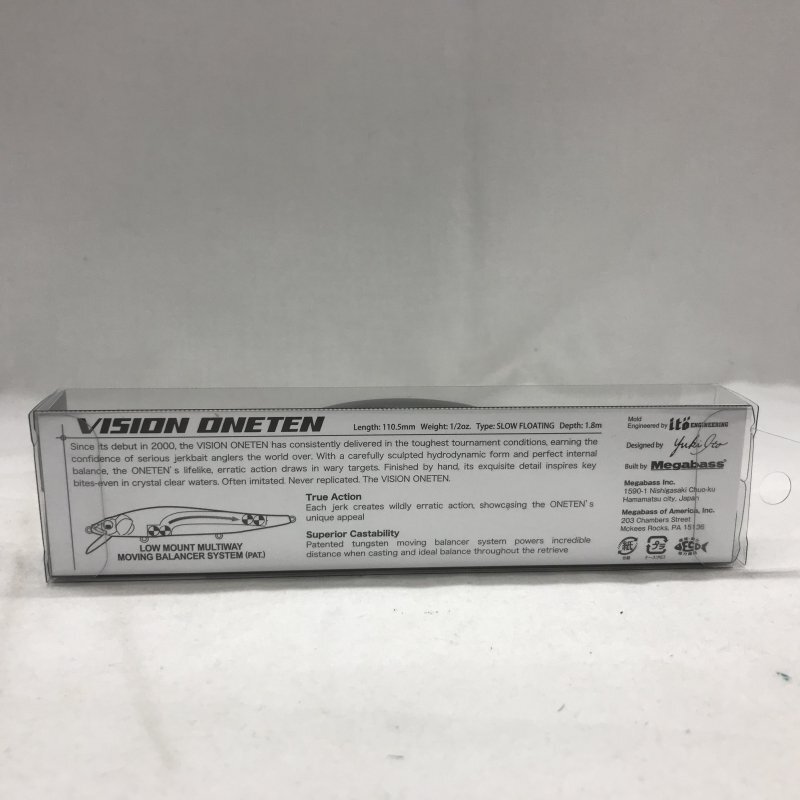 VISION ONETEN
Length: 110.5mm Weight: 1/2oz. Type: SLOW FLOATING Depth: 1.8m
Since its debut in 2000, the VISION ONETEN has consistently delivered in the toughest tournament conditions, earning the
confidence of serious jerkbait anglers the world over. With a carefully sculpted hydrodynamic form and perfect internal
balance, the ONETEN's lifelike, erratic action draws in wary targets. Finished by hand, its exquisite detail inspires key
bites-even in crystal clear waters. Often imitated. Never replicated. The VISION ONETEN.
LOW MOUNT MULTIWAY
MOVING BALANCER SYSTEM (PAT.)
True Action
Each jerk creates wildly erratic action, showcasing the ONETEN's
unique appeal
Superior Castability
Patented tungsten moving balancer system powers incredible
distance when casting and ideal balance throughout the retrieve
Mold
Engineered by Itö ENGINEERING
Designed by Yuki Ito
Built by Megabass®
Megabass Inc.
1590-1 Nishigasaki Chuo-ku
Hamamatsu city, Japan
Megabass of America, Inc.
203 Chambers Street
Mckees Rocks, PA 15136